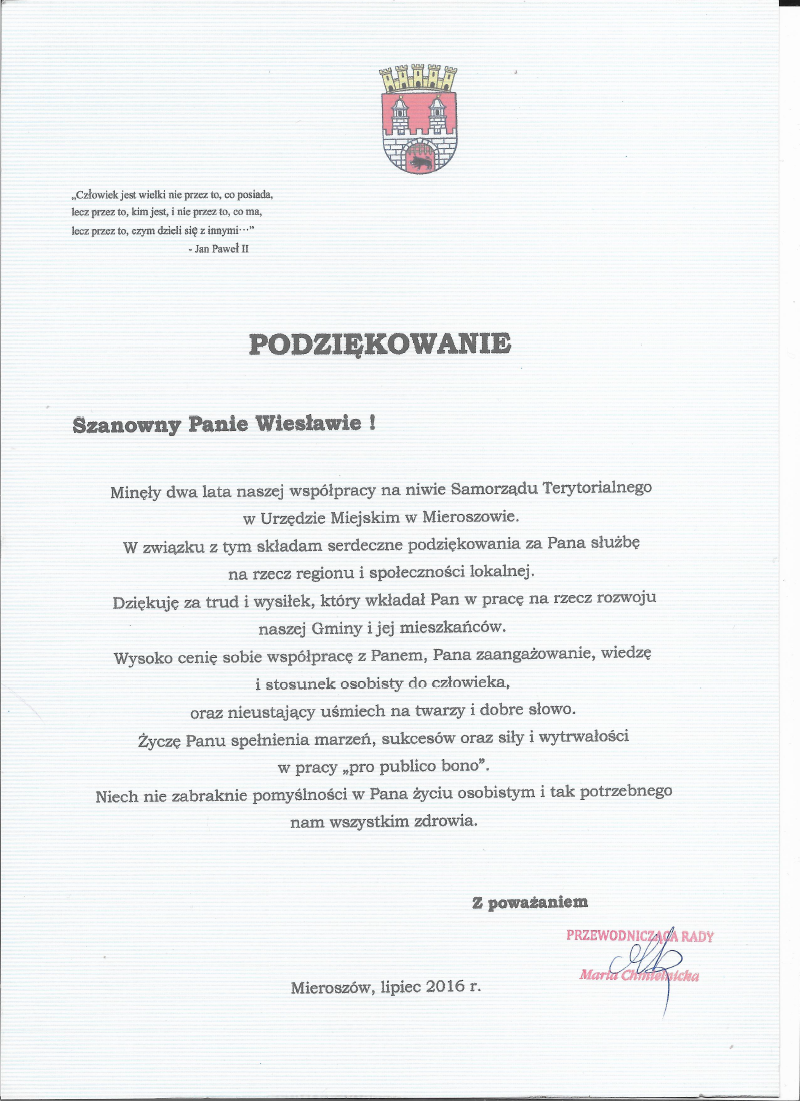 „Człowiek jest wielki nie przez to, co posiada,
lecz przez to, kim jest, i nie przez to, co ma,
lecz przez to, czym dzieli się z innymi···”
- Jan Paweł II
PODZIĘKOWANIE
Szanowny Panie Wiesławie !
Minęły dwa lata naszej współpracy na niwie Samorządu Terytorialnego
w Urzędzie Miejskim w Mieroszowie.
W związku z tym składam serdeczne podziękowania za Pana służbę
na rzecz regionu i społeczności lokalnej.
Dziękuję za trud i wysiłek, który wkładał Pan w pracę na rzecz rozwoju
naszej Gminy i jej mieszkańców.
Wysoko cenię sobie współpracę z Panem, Pana zaangażowanie, wiedzę
i stosunek osobisty do człowieka,
oraz nieustający uśmiech na twarzy i dobre słowo.
Życzę Panu spełnienia marzeń, sukcesów oraz siły i wytrwałości
w pracy „pro publico bono”.
Niech nie zabraknie pomyślności w Pana życiu osobistym i tak potrzebnego
nam wszystkim zdrowia.
Z poważaniem
PRZEWODNICZĄCA RADY
Maria Chmielnicka
Mieroszów, lipiec 2016 r.